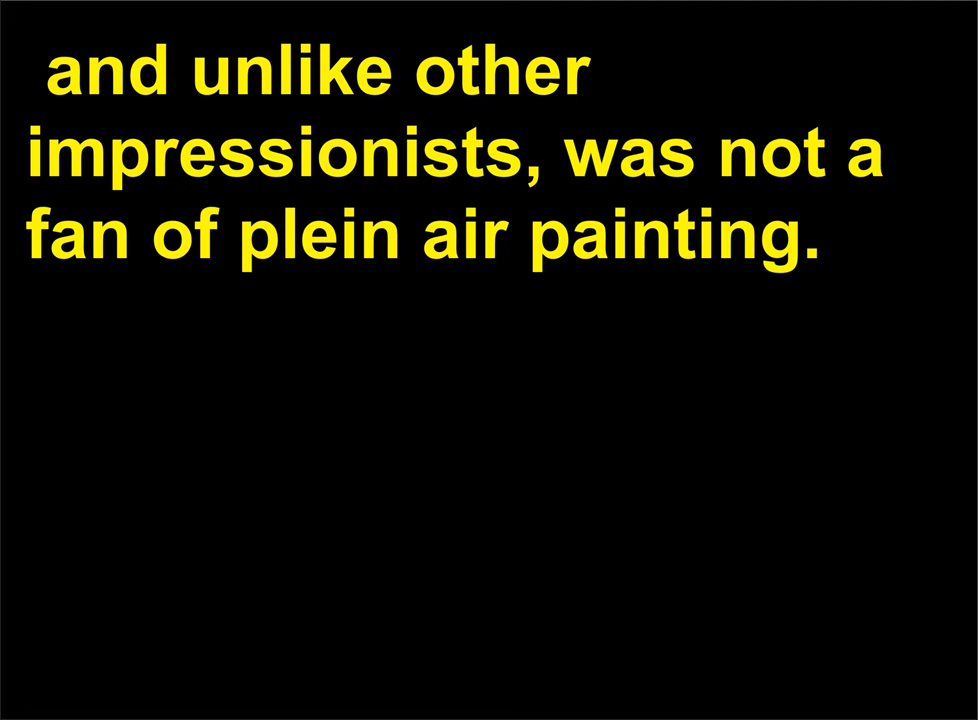 and unlike other
impressionists, was not a
fan of plein air painting.